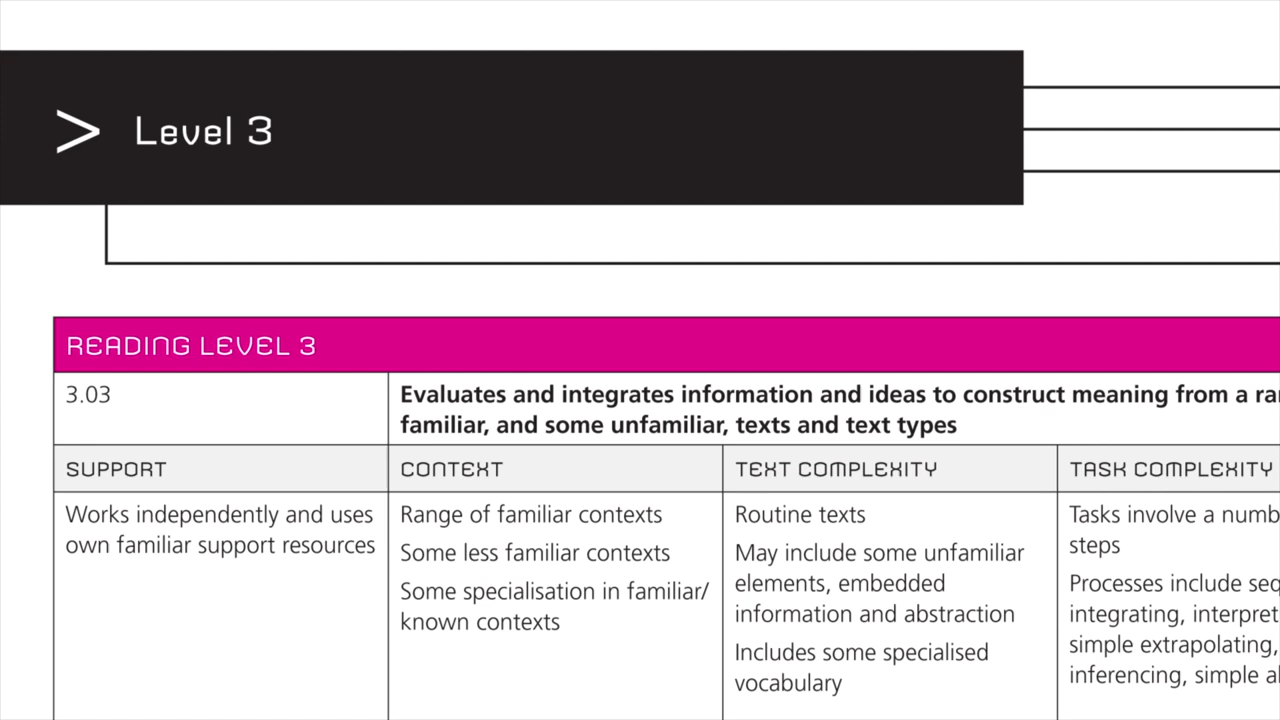 > Level 3
READING LEVEL 3
3.03
Evaluates and integrates information and ideas to construct meaning from a
familiar, and some unfamiliar, texts and text types
SUPPORT
CONTEXT
TEXT COMPLEXITY
TASK COMPLEXITY
Works independently and uses
own familiar support resources
Range of familiar contexts
Some less familiar contexts
Some specialisation in familiar/
known contexts
Routine texts
May include some unfamiliar
elements, embedded
information and abstraction
Includes some specialised
vocabulary
Tasks involve a
steps
Processes include
integrating,
simple extrapolating,
inferencing, simple